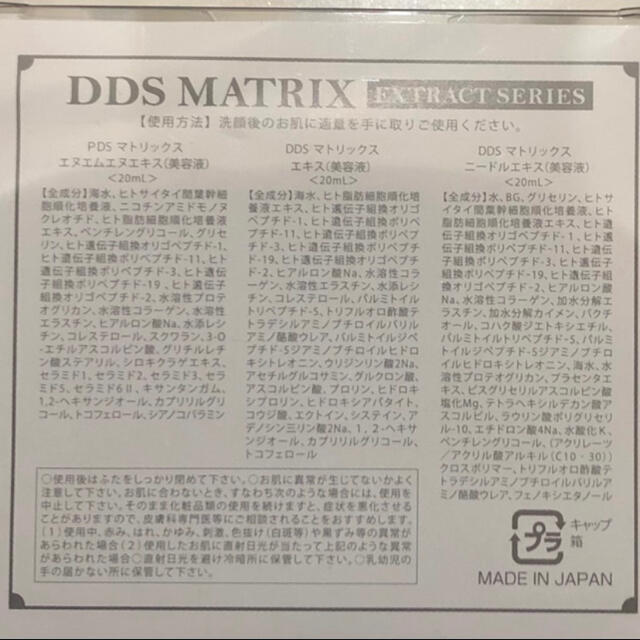 DDS MATRIX EXTRACT SERIES
【使用方法】洗顔後のお肌に適量を手に取りご使用ください。
PDS マトリックス
エヌエムエヌエキス(美容液)
<20mL>
【全成分】海水、ヒトサイタイ間葉幹細
胞順化培養液、ニコチンアミドモノヌ
クレオチド、ヒト脂肪細胞順化培養液
エキス、ペンチレングリコール、グリセ
リン、ヒト遺伝子組換オリゴペプチド-1、
ヒト遺伝子組換ポリペプチド-11、ヒト
遺伝子組換ポリペプチド-3、ヒト遺伝
子組換ポリペプチド-19 、ヒト遺伝子
組換オリゴペプチド-2、水溶性プロテ
オグリカン、水溶性コラーゲン、水溶性
エラスチン、ヒアルロン酸Na、水添レシ
チン、コレステロール、スクワラン、3-O
-エチルアスコルビン酸、グリチルレチ
ン酸ステアリル、シロキクラゲエキス、
セラミド1、セラミド2、セラミド3、セラ
ミド5、セラミド6Ⅱ、キサンタンガム、
1,2-ヘキサンジオール、カプリリルグリ
コール、トコフェロール、シアノコバラミン
DDS マトリックス
エキス(美容液)
<20mL>
【全成分】ヒト脂肪細胞順化培
養液エキス、ヒト遺伝子組換オリゴ
ペプチド-1、ヒト遺伝子組換ポリ
ペプチド-11、ヒト遺伝子組換ポリ
ペプチド-3、ヒト遺伝子組換ポリペ
プチド-19、ヒト遺伝子組換オリゴペプチド
-2、ヒアルロン酸Na、水溶性コラー
ゲン、水溶性エラスチン、水添レシ
チン、コレステロール、パルミトイル
トリペプチド-5、トリフルオロ酢酸テ
トラデシルアミノブチロイルバリルア
ミノ酪酸ウレア、パルミトイルジペプ
チド-5ジアミノブチロイルヒドロキ
シトレオニン、ウリジンリン酸2Na、
アセチルグルコサミン、グルクロン酸、
アスコルビン酸、プロリン、ヒドロキ
シプロリン、ヒドロキシアパタイト、
コウジ酸、エクトイン、システイン、ア
デノシン三リン酸2Na、1、2-ヘキサ
ンジオール、カプリリルグリコール、
トコフェロール
DDS マトリックス
ニードルエキス(美容液)
<20mL>
【全成分】水、BG、グリセリン、ヒトサ
イタイ間葉幹細胞順化培養液、ヒト
脂肪細胞順化培養液エキス、ヒト遺
伝子組換オリゴペプチド-1 、ヒト遺
伝子組換ポリペプチド-11、ヒト遺伝
子組換ポリペプチド-3、ヒト遺伝子組
換ポリペプチド-19、ヒト遺伝子組換
オリゴペプチド-2、ヒアルロン酸
Na、水溶性コラーゲン、加水分解エ
ラスチン、加水分解カイメン、バクチ
オール、コハク酸ジエトキシエチル、
パルミトイルトリペプチド-5、パルミ
トイルジペプチド-5ジアミノブチロ
イルヒドロキシトレオニン、海水、水
溶性プロテオグリカン、プラセンタエ
キス、ビスグリセリルアスコルビン酸
塩化Mg、テトラヘキシルデカン酸ア
スコルビル、ラウリン酸ポリグリセリ
ル-10、エチドロン酸4Na、水酸化K、
ペンチレングリコール、(アクリレーツ/
アクリル酸アルキル(C10‐30))
クロスポリマー、トリフルオロ酢酸テ
トラデシルアミノブチロイルバリルア
ミノ酪酸ウレア、フェノキシエタノール
○使用後はふたをしっかり閉めて下さい。○お肌に異常が生じてないかよく
注意して下さい。お肌に合わないとき、すなわち次のような場合には、使用を
中止して下さい。そのまま化粧品類の使用を続けますと、症状を悪化させる
ことがありますので、皮膚科専門医等にご相談されることをおすすめします。
(1)使用中、赤み、はれ、かゆみ、刺激、色抜け(白斑等)や黒ずみ等の異常が
あらわれた場合(2)使用したお肌に直射日光が当たって上記のような異常が
あらわれた場合○直射日光を避け冷暗所に保管して下さい。○乳幼児の
手の届かない所に保管して下さい。
プラ
キャップ
箱
MADE IN JAPAN